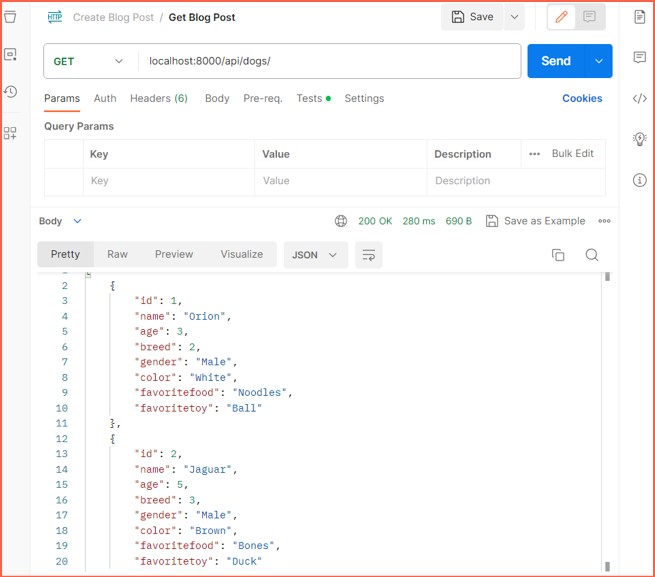 HTTP Create Blog Post / Get Blog Post Save
GET localhost:8000/api/dogs/ Send
Params Auth Headers (6) Body Pre-req. Tests Settings Cookies
Query Params
Key Value Description ••• Bulk Edit
Key Value Description
Body 200 OK 280 ms 690 B Save as Example •••
Pretty Raw Preview Visualize JSON
1 [
2 {
3 "id": 1,
4 "name": "Orion",
5 "age": 3,
6 "breed": 2,
7 "gender": "Male",
8 "color": "White",
9 "favoritefood": "Noodles",
10 "favoritetoy": "Ball"
11 },
12 {
13 "id": 2,
14 "name": "Jaguar",
15 "age": 5,
16 "breed": 3,
17 "gender": "Male",
18 "color": "Brown",
19 "favoritefood": "Bones",
20 "favoritetoy": "Duck"